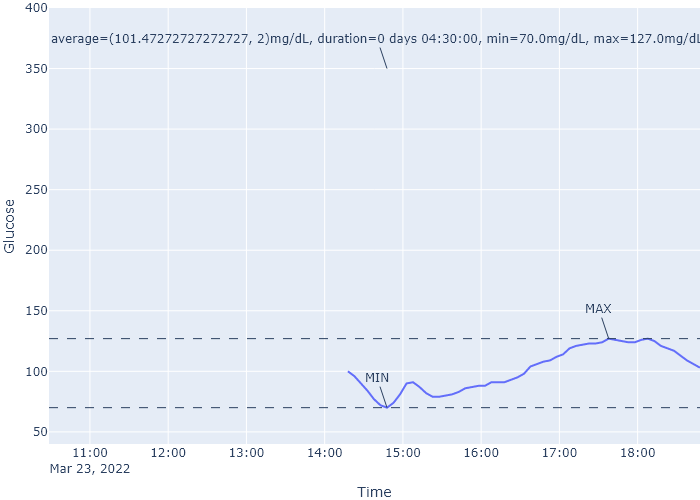 400
average=(101.47272727272727, 2)mg/dL, duration=0 days 04:30:00, min=70.0mg/dL, max=127.0mg/dL
350
300
250
200
150
100
50
Glucose
MAX
MIN
11:00 12:00 13:00 14:00 15:00 16:00 17:00 18:00
Mar 23, 2022
Time